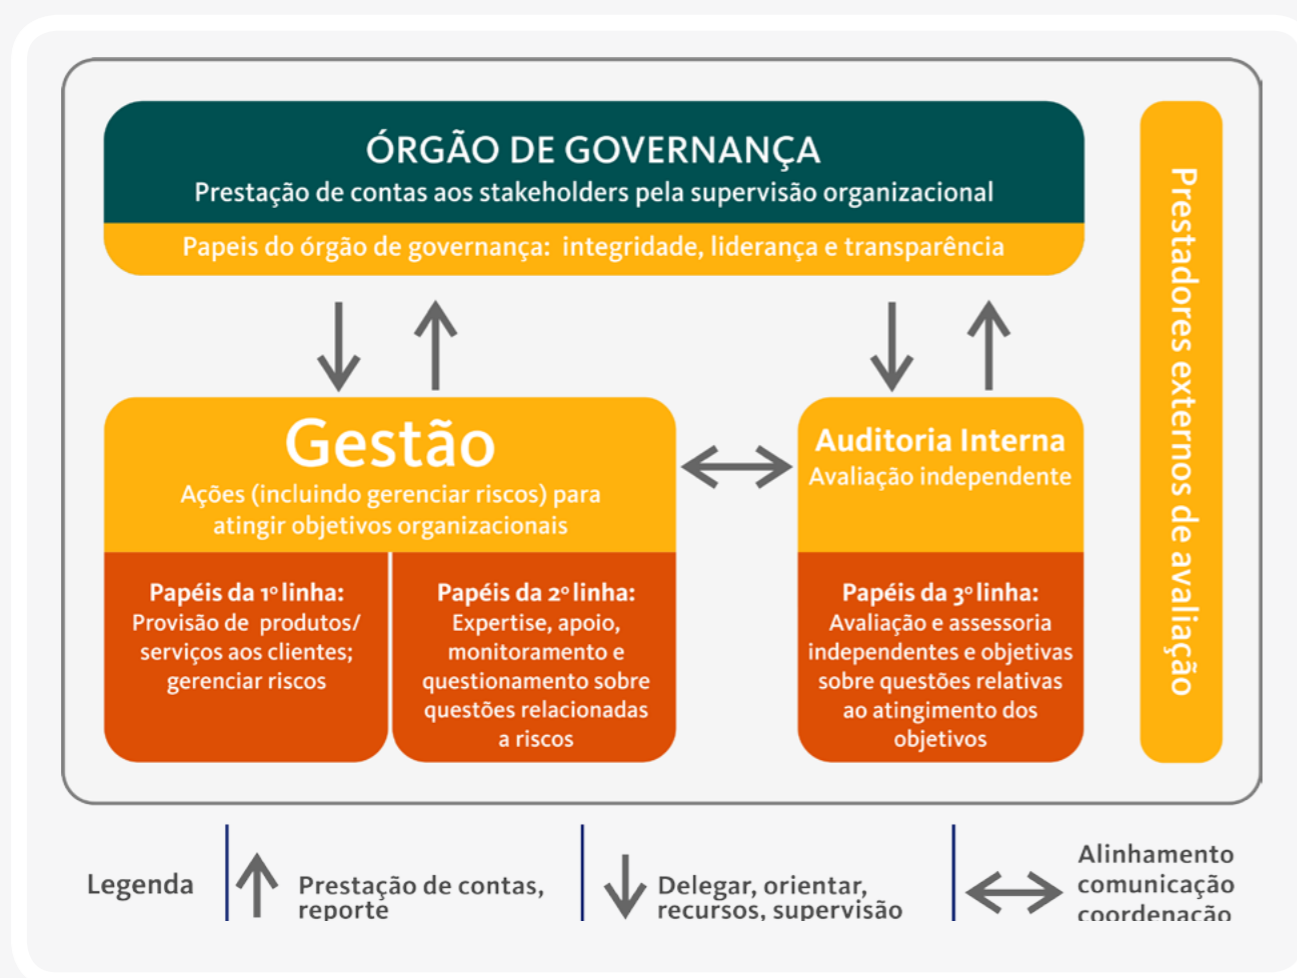 ÓRGÃO DE GOVERNANÇA
Prestação de contas aos stakeholders pela supervisão organizacional
Papeis do órgão de governança: integridade, liderança e transparência
Gestão
Ações (incluindo gerenciar riscos) para
atingir objetivos organizacionais
Papéis da 1º linha:
Provisão de produtos/
serviços aos clientes;
gerenciar riscos
Papéis da 2º linha:
Expertise, apoio,
monitoramento e
questionamento sobre
questões relacionadas
a riscos
Auditoria Interna
Avaliação independente
Papéis da 3º linha:
Avaliação e assessoria
independentes e objetivas
sobre questões relativas
ao atingimento dos
objetivos
Prestadores externos de avaliação
Legenda
Prestação de contas,
reporte
Delegar, orientar,
recursos, supervisão
Alinhamento
comunicação
coordenação